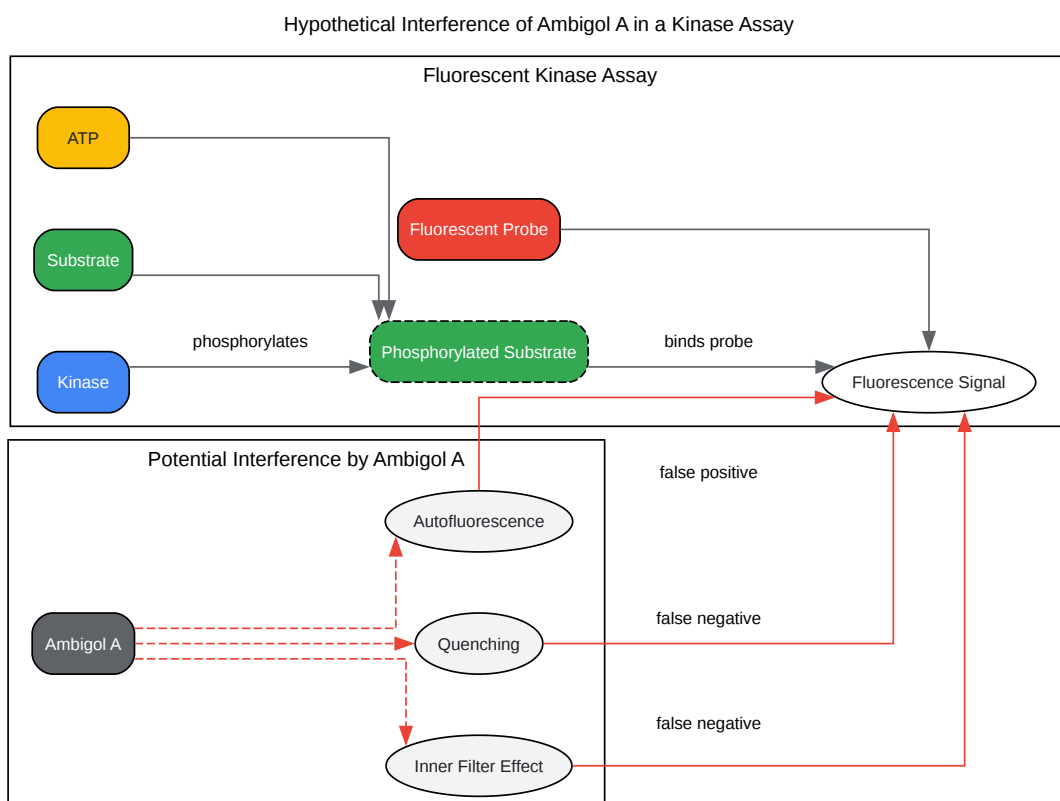 Hypothetical Interference of Ambigol A in a Kinase Assay
Fluorescent Kinase Assay
ATP
Fluorescent Probe
Substrate
phosphorylates
Phosphorylated Substrate
binds probe
Kinase
Fluorescence Signal
Potential Interference by Ambigol A
false positive
Autofluorescence
false negative
Ambigol A
Quenching
false negative
Inner Filter Effect